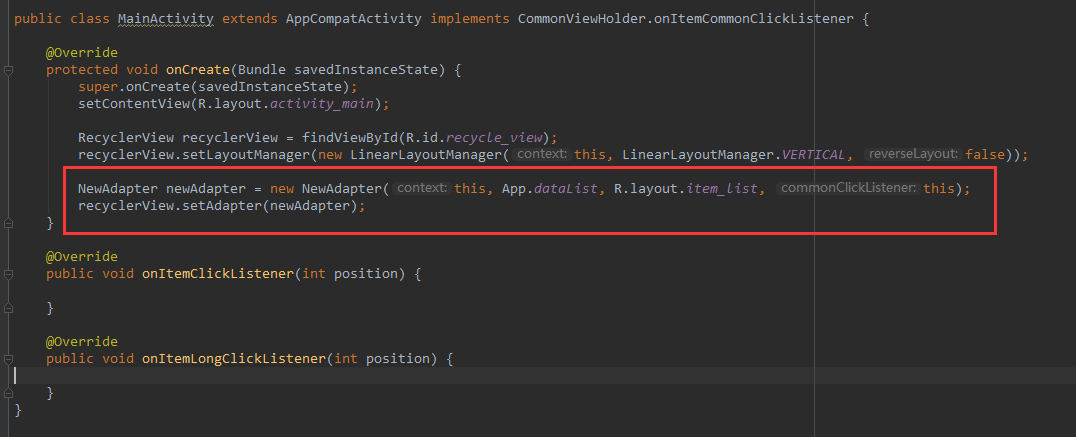 public class MainActivity extends AppCompatActivity implements CommonViewHolder.onItemCommonClickListener {
@Override
protected void onCreate(Bundle savedInstanceState) {
super.onCreate(savedInstanceState);
setContentView(R.layout.activity_main);
RecyclerView recyclerView = findViewById(R.id.recycle_view);
recyclerView.setLayoutManager(new LinearLayoutManager( context: this, LinearLayoutManager.VERTICAL, reverseLayout: false));
NewAdapter newAdapter = new NewAdapter( context: this, App.dataList, R.layout.item_list, commonClickListener: this);
recyclerView.setAdapter(newAdapter);
}
@Override
public void onItemClickListener(int position) {
}
@Override
public void onItemLongClickListener(int position) {
}
}